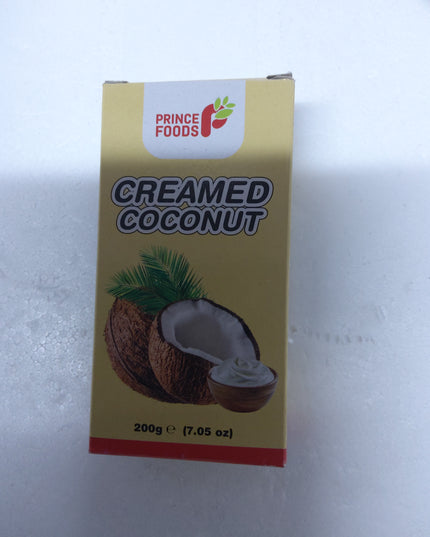 PRINCE
FOODS
CREAMED
COCONUT
200g ℮ (7.05 oz)